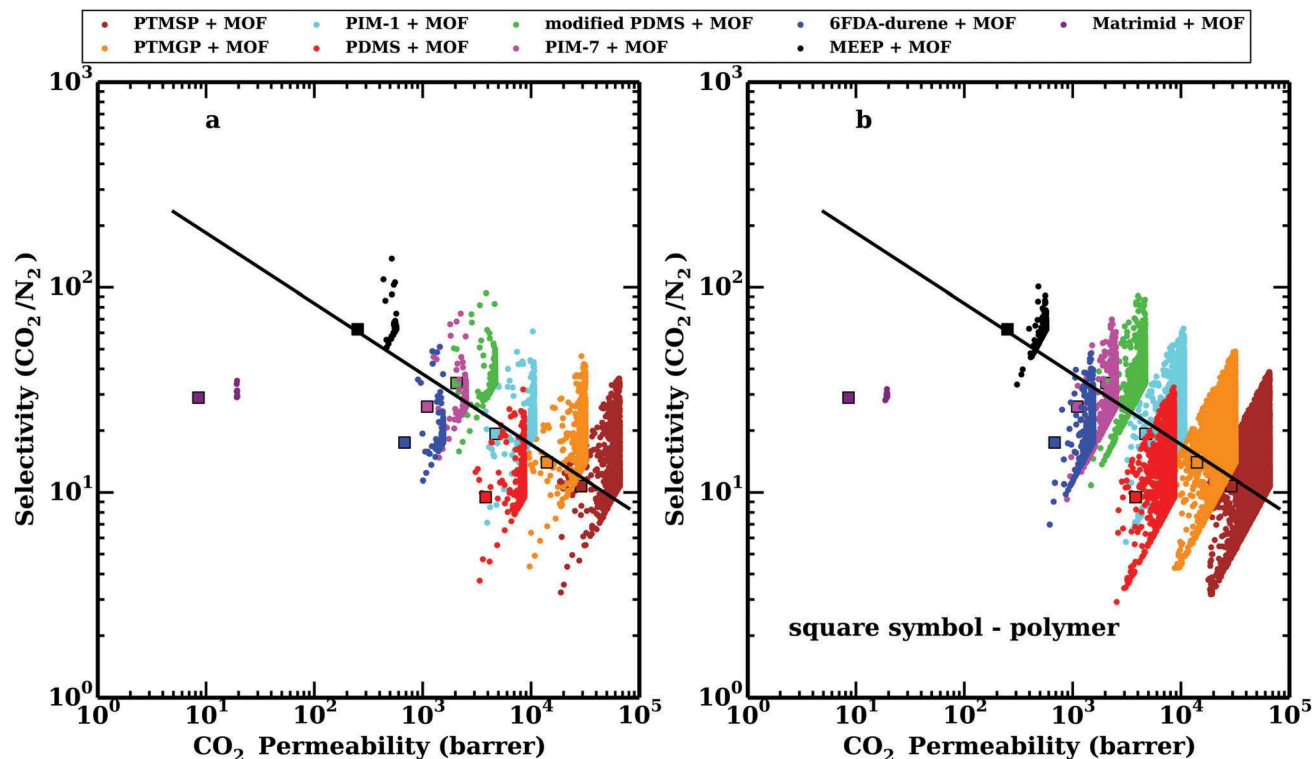 PTMSP + MOF PIM-1 + MOF modified PDMS + MOF 6FDA-durene + MOF Matrimid + MOF
PTMGP + MOF PDMS + MOF PIM-7 + MOF MEEP + MOF
a
b
10³
10²
10¹
10⁰
Selectivity (CO₂/N₂)
10⁰ 10¹ 10² 10³ 10⁴ 10⁵
CO₂ Permeability (barrer)
10³
10²
10¹
10⁰
Selectivity (CO₂/N₂)
square symbol - polymer
10⁰ 10¹ 10² 10³ 10⁴ 10⁵
CO₂ Permeability (barrer)